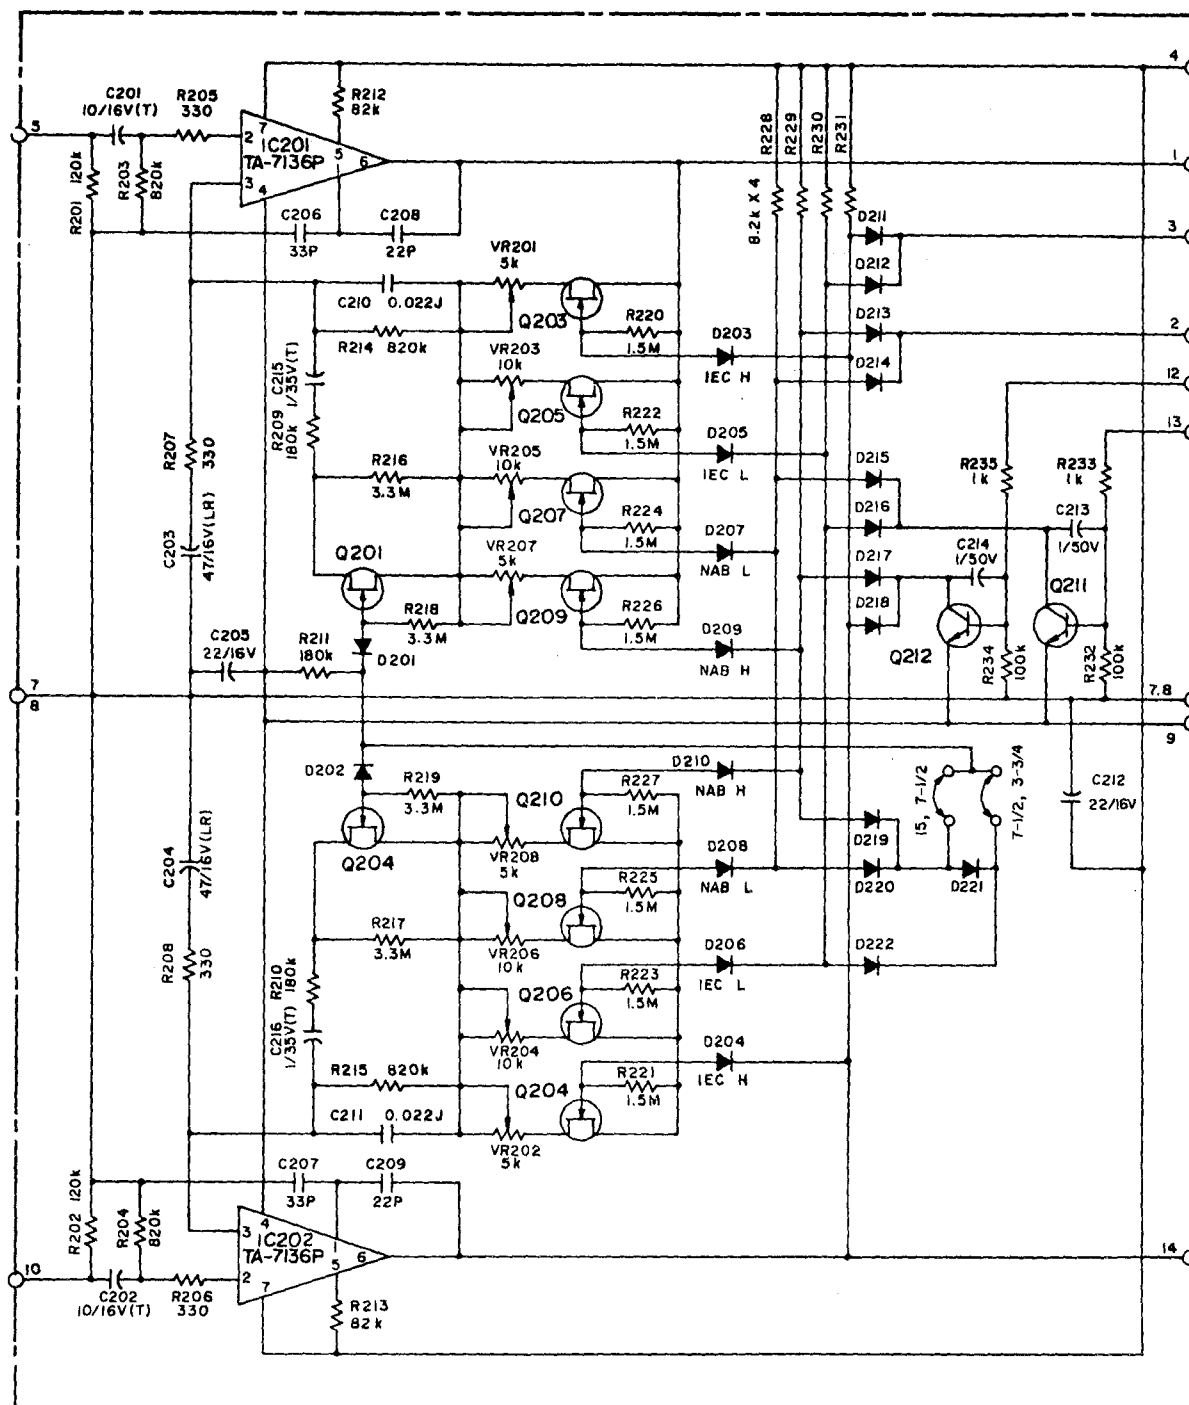 4
C201
10/16V(T)
R205
330
R212
82k
5
2
7
IC201
TA-7136P
5
6
3
4
1
R201 120k
R203 820k
C206
33P
C208
22P
R228
R229
R230
R231
8.2k X 4
D211
3
D212
VR201
5k
C210 0.022J
Q203
R220
1.5M
D203
IEC H
D213
2
D214
R214 820k
VR203
10k
12
C215
1/35V(T)
R209
180k
Q205
R222
1.5M
D205
IEC L
13
R207
330
R216
3.3M
VR205
10k
D215
R235
1k
R233
1k
Q207
R224
1.5M
D207
NAB L
D216
C213
1/50V
C203
47/16V(LR)
Q201
VR207
5k
D217
C214
1/50V
Q211
R218
3.3M
Q209
R226
1.5M
D209
NAB H
D218
Q212
R234
100k
R232
100k
C205
22/16V
R211
180k
D201
7
8
7,8
9
D202
R219
3.3M
Q210
R227
1.5M
D210
NAB H
15, 7-1/2
7-1/2, 3-3/4
C212
22/16V
C204
47/16V(LR)
Q204
VR208
5k
D219
Q208
R225
1.5M
D208
NAB L
D220
D221
R217
3.3M
VR206
10k
R208
330
R210
180k
Q206
R223
1.5M
D206
IEC L
D222
C216
1/35V(T)
VR204
10k
R215 820k
Q204
R221
1.5M
D204
IEC H
C211 0.022J
VR202
5k
C207
33P
C209
22P
R202 120k
R204
820k
3
4
IC202
TA-7136P
5
6
2
7
14
10
C202
10/16V(T)
R206
330
R213
82k